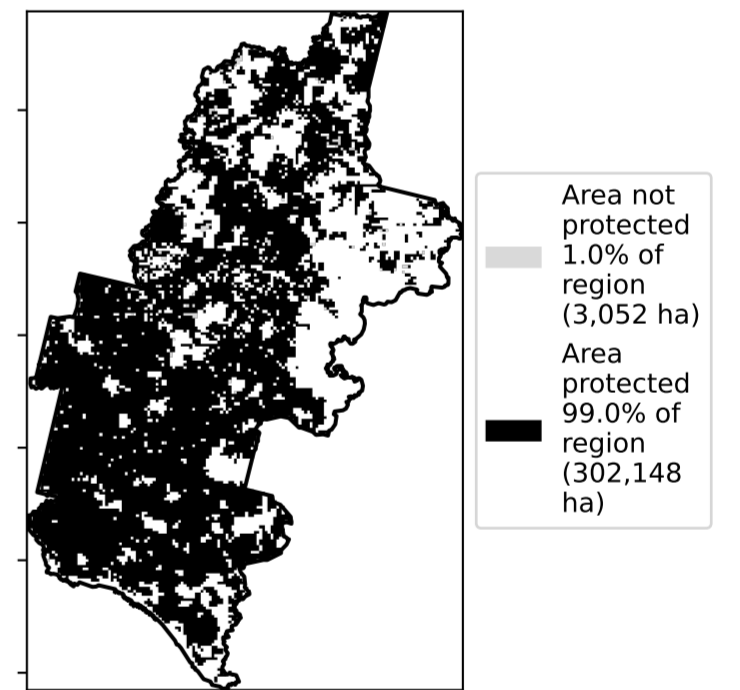 Area not
protected
1.0% of
region
(3,052 ha)
Area
protected
99.0% of
region
(302,148
ha)